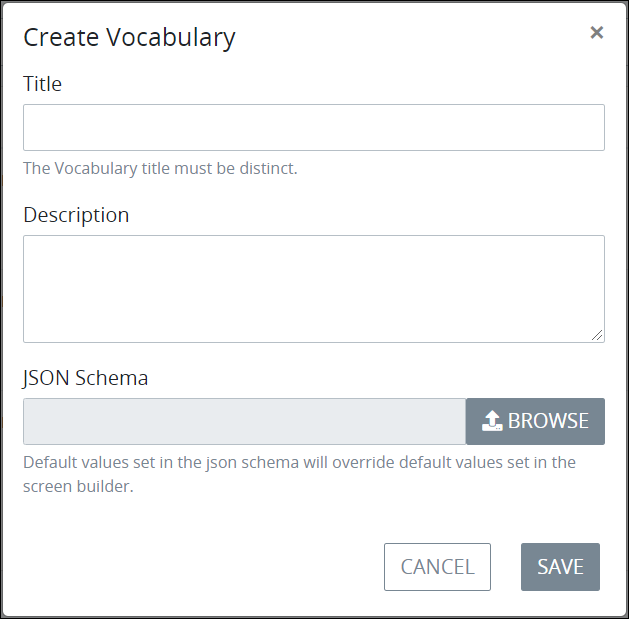 Create Vocabulary ×
Title
The Vocabulary title must be distinct.
Description
JSON Schema
BROWSE
Default values set in the json schema will override default values set in the
screen builder.
CANCEL SAVE